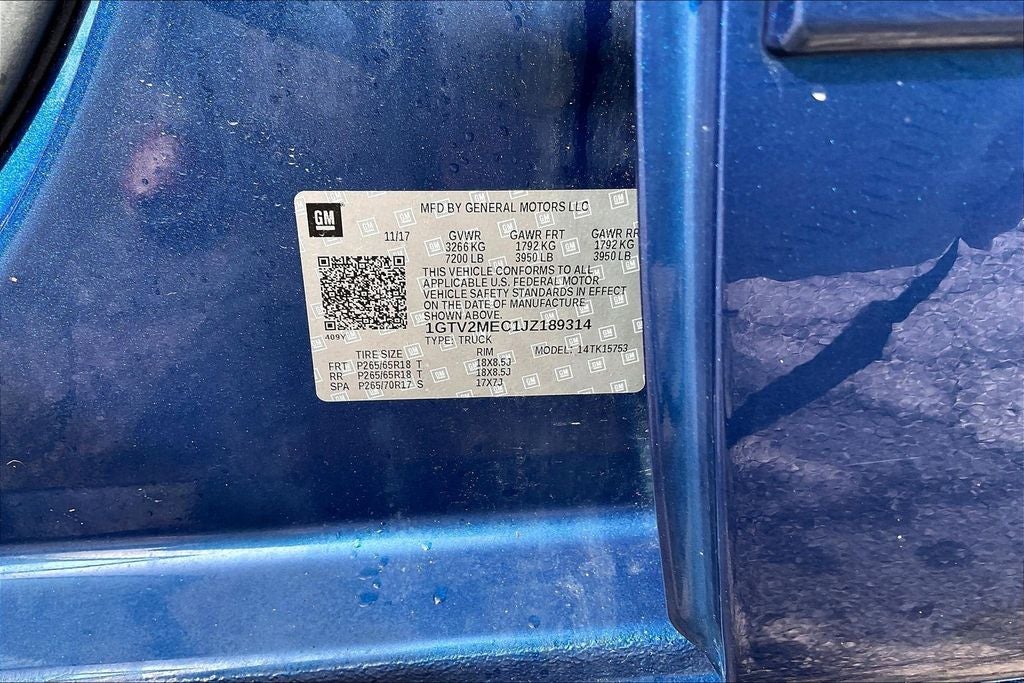 GM
MFD BY GENERAL MOTORS LLC
11/17 GVWR GAWR FRT GAWR RR
3266 KG 1792 KG 1792 KG
7200 LB 3950 LB 3950 LB
THIS VEHICLE CONFORMS TO ALL
APPLICABLE U.S. FEDERAL MOTOR
VEHICLE SAFETY STANDARDS IN EFFECT
ON THE DATE OF MANUFACTURE
SHOWN ABOVE.
409Y
1GTV2MEC1JZ189314
TYPE: TRUCK
TIRE SIZE RIM MODEL: 14TK15753
FRT P265/65R18 T 18X8.5J
RR P265/65R18 T 18X8.5J
SPA P265/70R17 S 17X7J